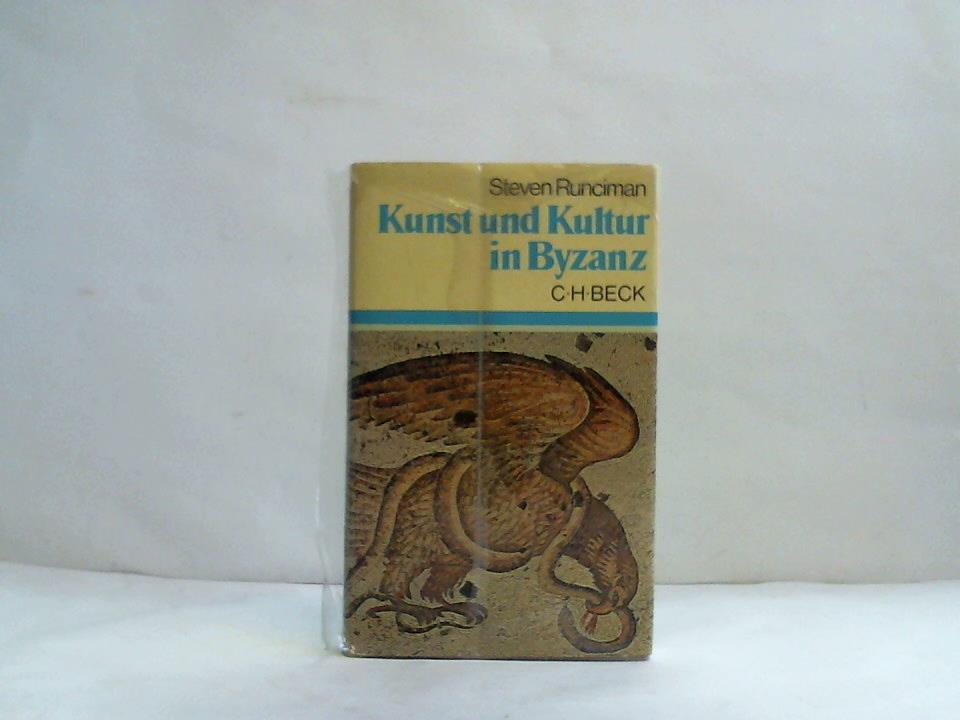 Steven Runciman
Kunst und Kultur
in Byzanz
C·H·BECK